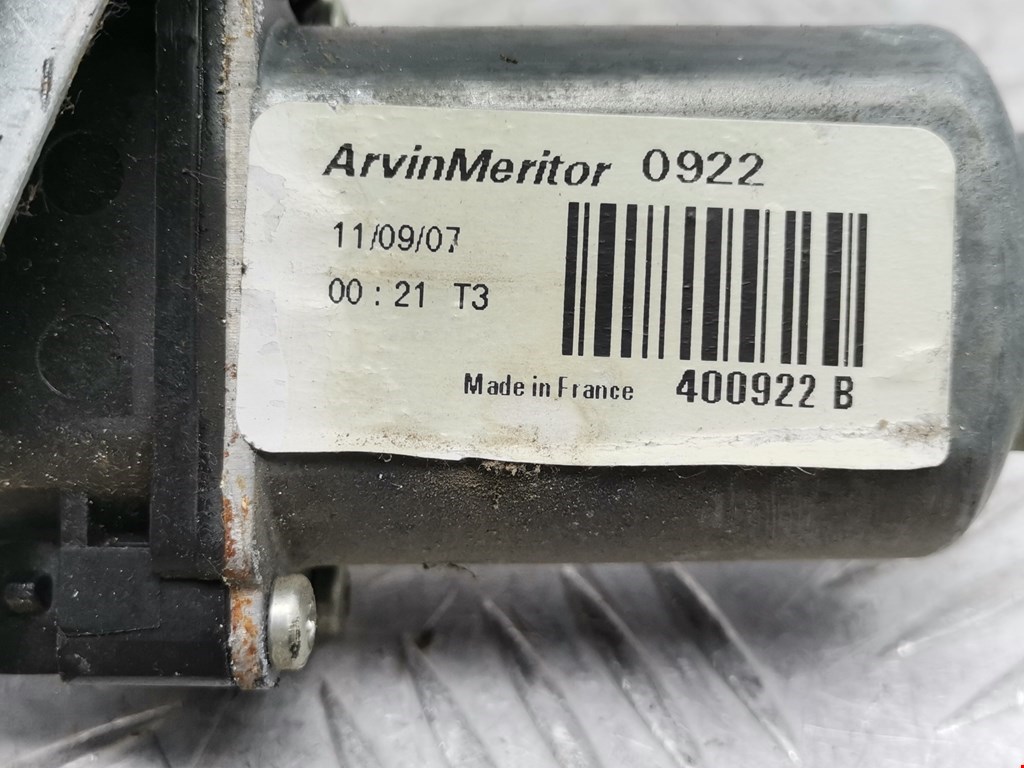 ArvinMeritor 0922
11/09/07
00 : 21 T3
Made in France 400922 B